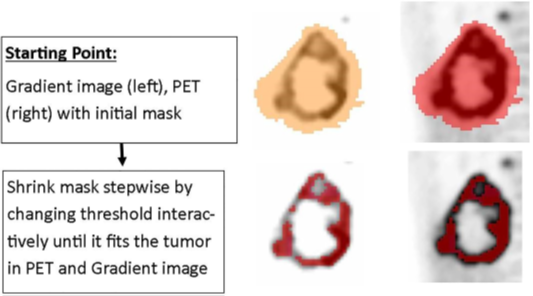 Starting Point:
Gradient image (left), PET
(right) with initial mask
Shrink mask stepwise by
changing threshold interac-
tively until it fits the tumor
in PET and Gradient image